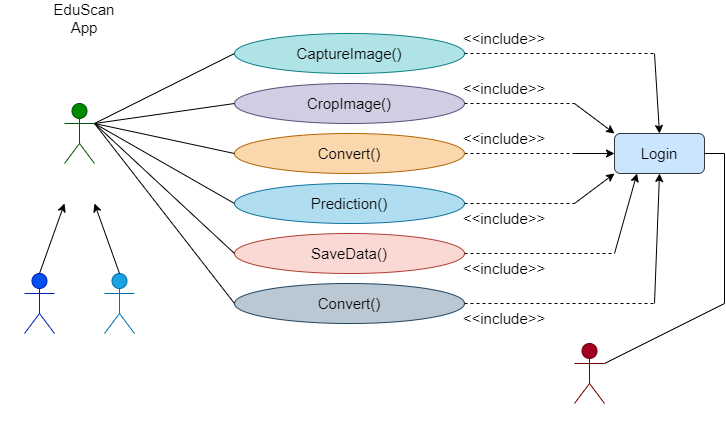 EduScan
App
CaptureImage()
<<include>>
CropImage()
<<include>>
Convert()
<<include>>
Login
Prediction()
<<include>>
SaveData()
<<include>>
Convert()
<<include>>